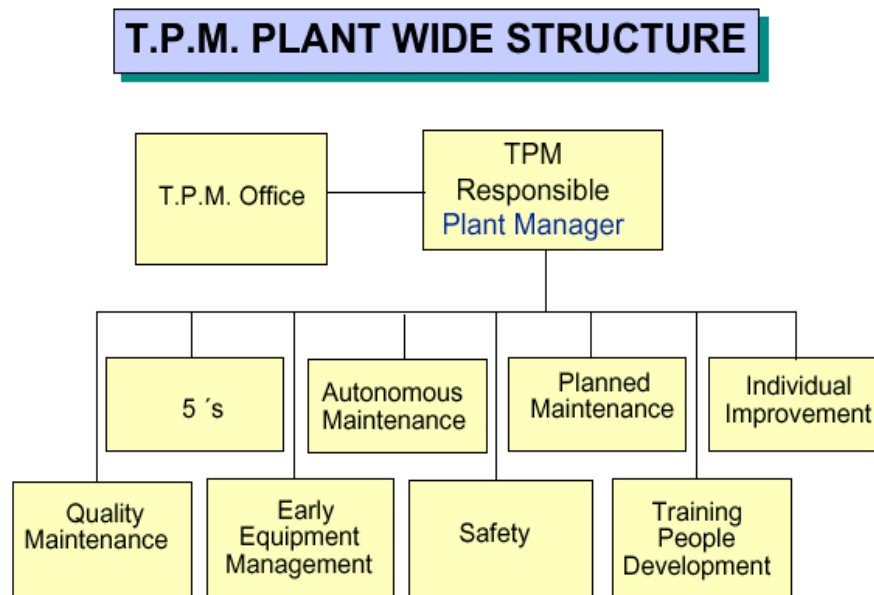 T.P.M. PLANT WIDE STRUCTURE
T.P.M. Office
TPM
Responsible
Plant Manager
5 ´s
Autonomous
Maintenance
Planned
Maintenance
Individual
Improvement
Quality
Maintenance
Early
Equipment
Management
Safety
Training
People
Development